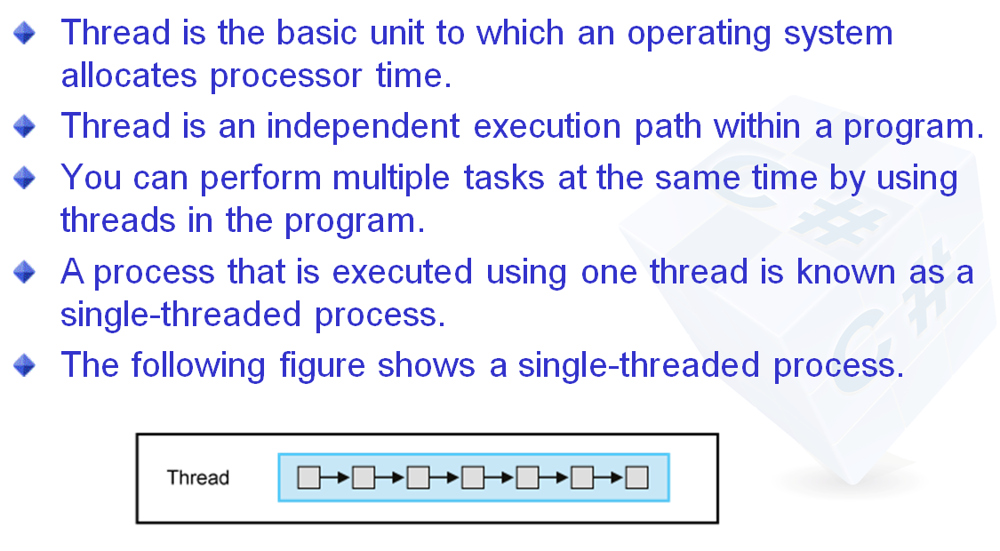 Thread is the basic unit to which an operating system
allocates processor time.
Thread is an independent execution path within a program.
You can perform multiple tasks at the same time by using
threads in the program.
A process that is executed using one thread is known as a
single-threaded process.
The following figure shows a single-threaded process.
C#
C#
Thread